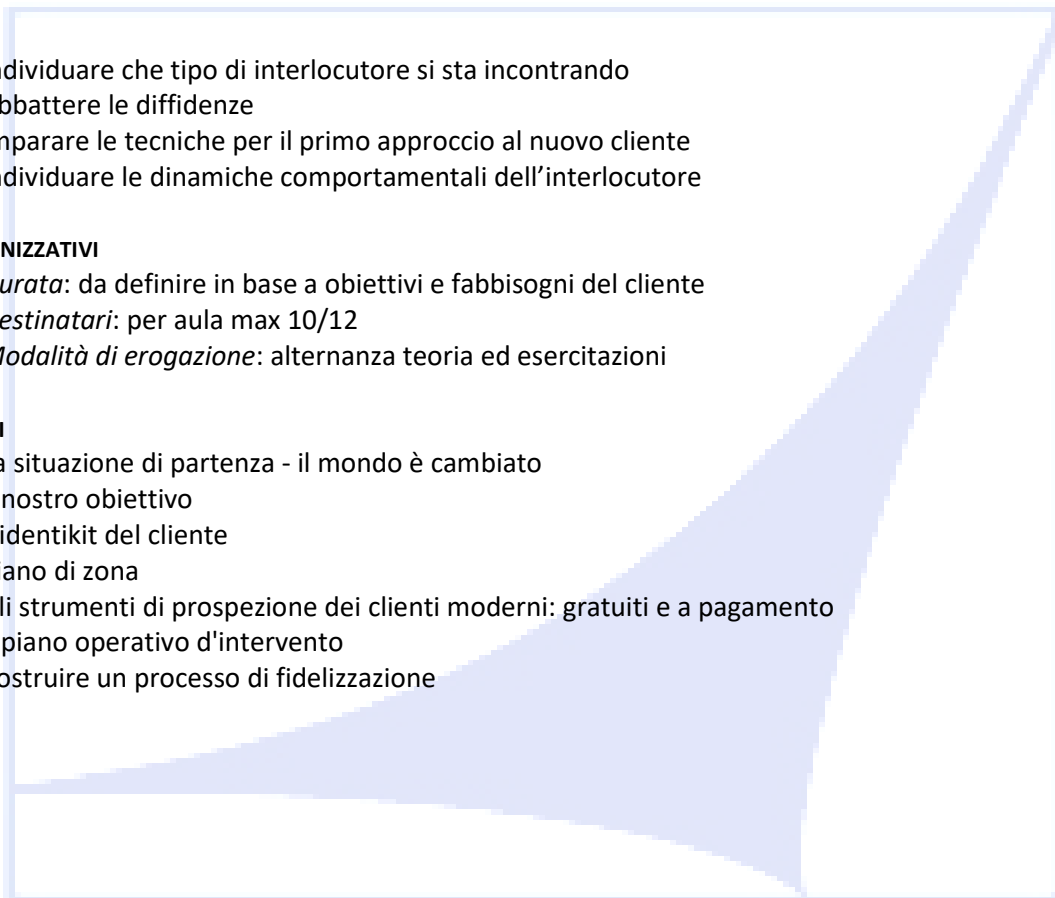 ndividuare che tipo di interlocutore si sta incontrando
bbattere le diffidenze
mparare le tecniche per il primo approccio al nuovo cliente
ndividuare le dinamiche comportamentali dell’interlocutore
NIZZATIVI
urata: da definire in base a obiettivi e fabbisogni del cliente
estinatari: per aula max 10/12
Modalità di erogazione: alternanza teoria ed esercitazioni
I
a situazione di partenza - il mondo è cambiato
nostro obiettivo
identikit del cliente
iano di zona
li strumenti di prospezione dei clienti moderni: gratuiti e a pagamento
piano operativo d'intervento
ostruire un processo di fidelizzazione